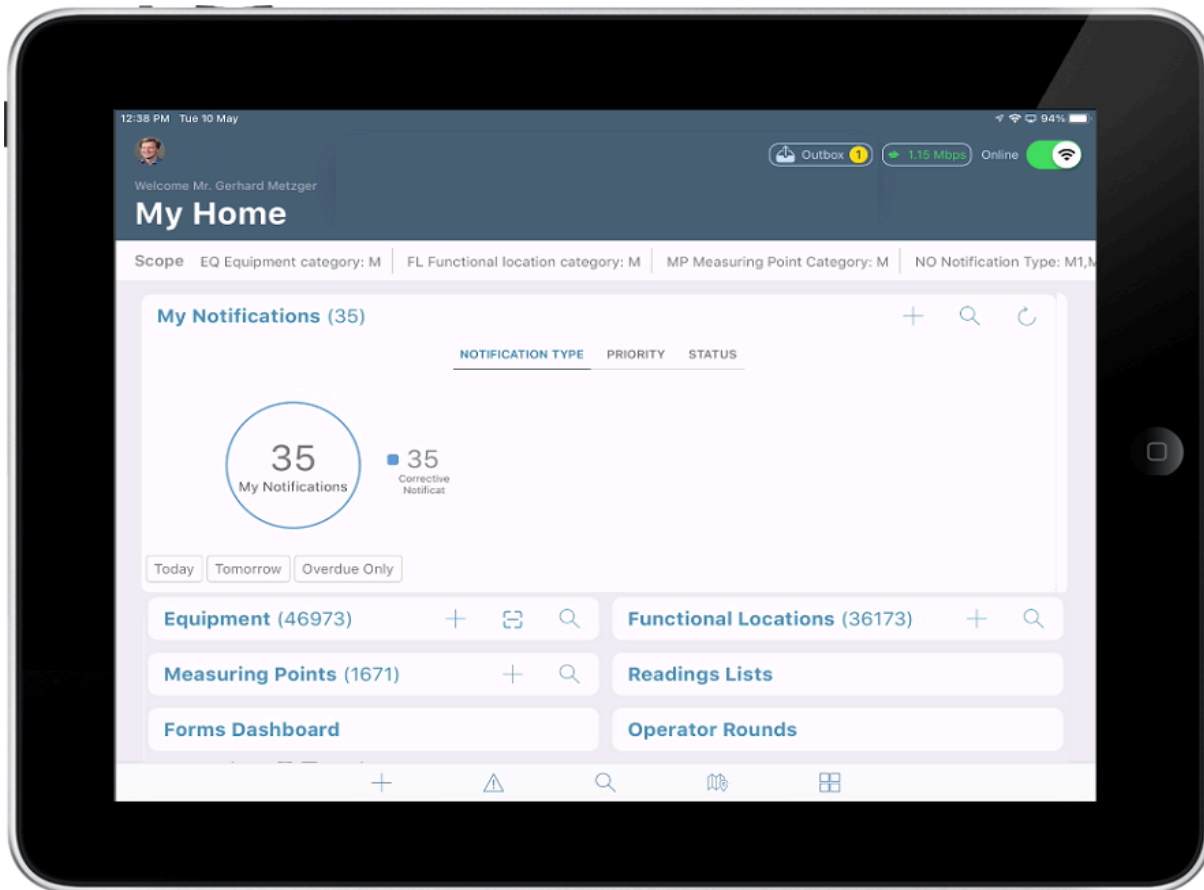 12:38 PM Tue 10 May 94%
Outbox 1 1.15 Mbps Online
Welcome Mr. Gerhard Metzger
My Home
Scope EQ Equipment category: M FL Functional location category: M MP Measuring Point Category: M NO Notification Type: M1,M
My Notifications (35)
NOTIFICATION TYPE PRIORITY STATUS
35
My Notifications
35
Corrective
Notificat
Today Tomorrow Overdue Only
Equipment (46973) Functional Locations (36173)
Measuring Points (1671) Readings Lists
Forms Dashboard Operator Rounds